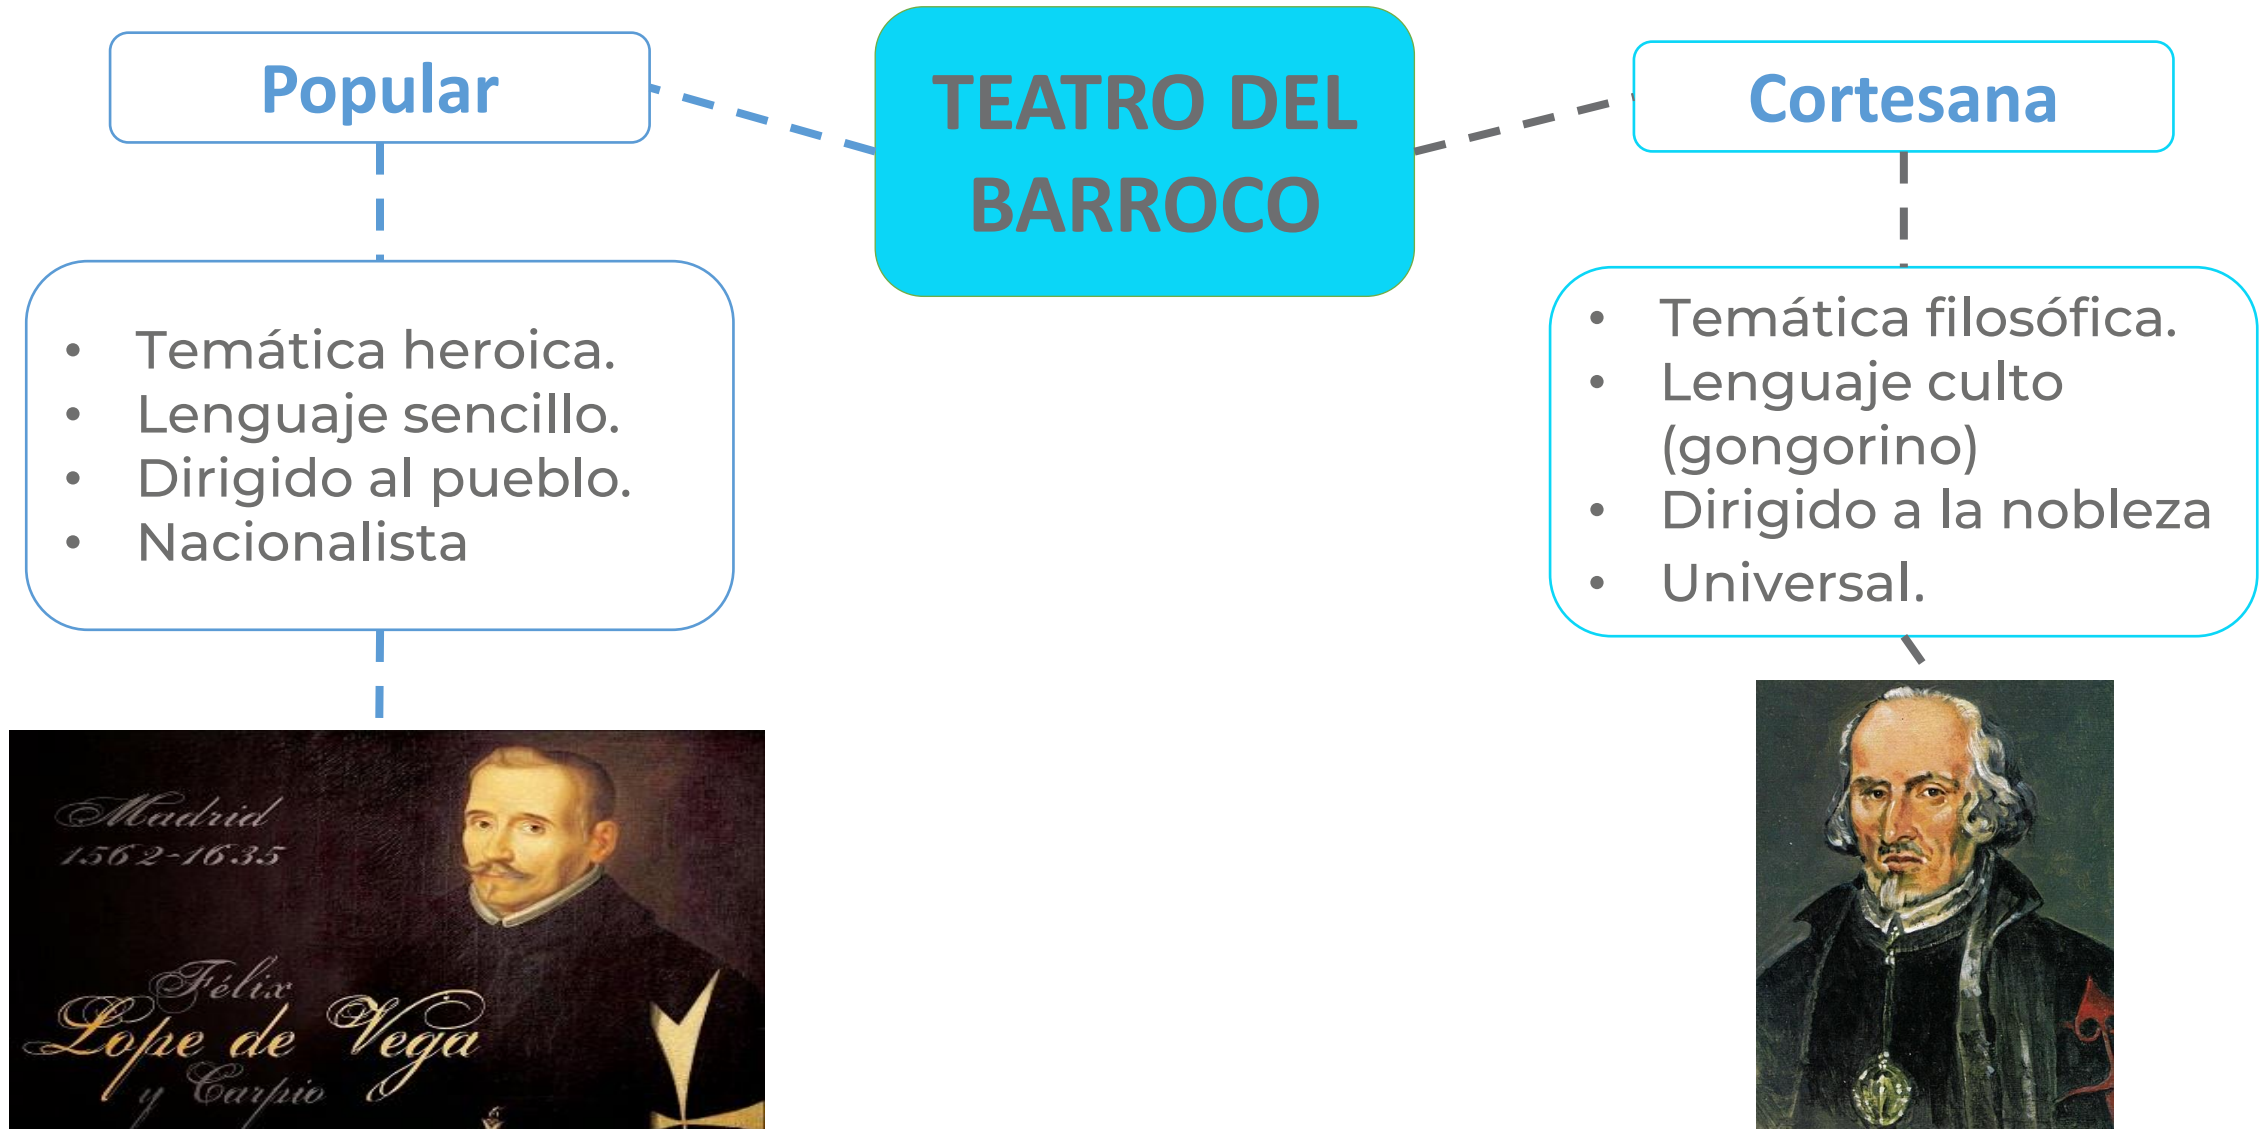 TEATRO DEL
BARROCO
Popular
• Temática heroica.
• Lenguaje sencillo.
• Dirigido al pueblo.
• Nacionalista
Madrid
1562-1635
Félix
Lope de Vega
y Carpio
Cortesana
• Temática filosófica.
• Lenguaje culto
(gongorino)
• Dirigido a la nobleza
• Universal.